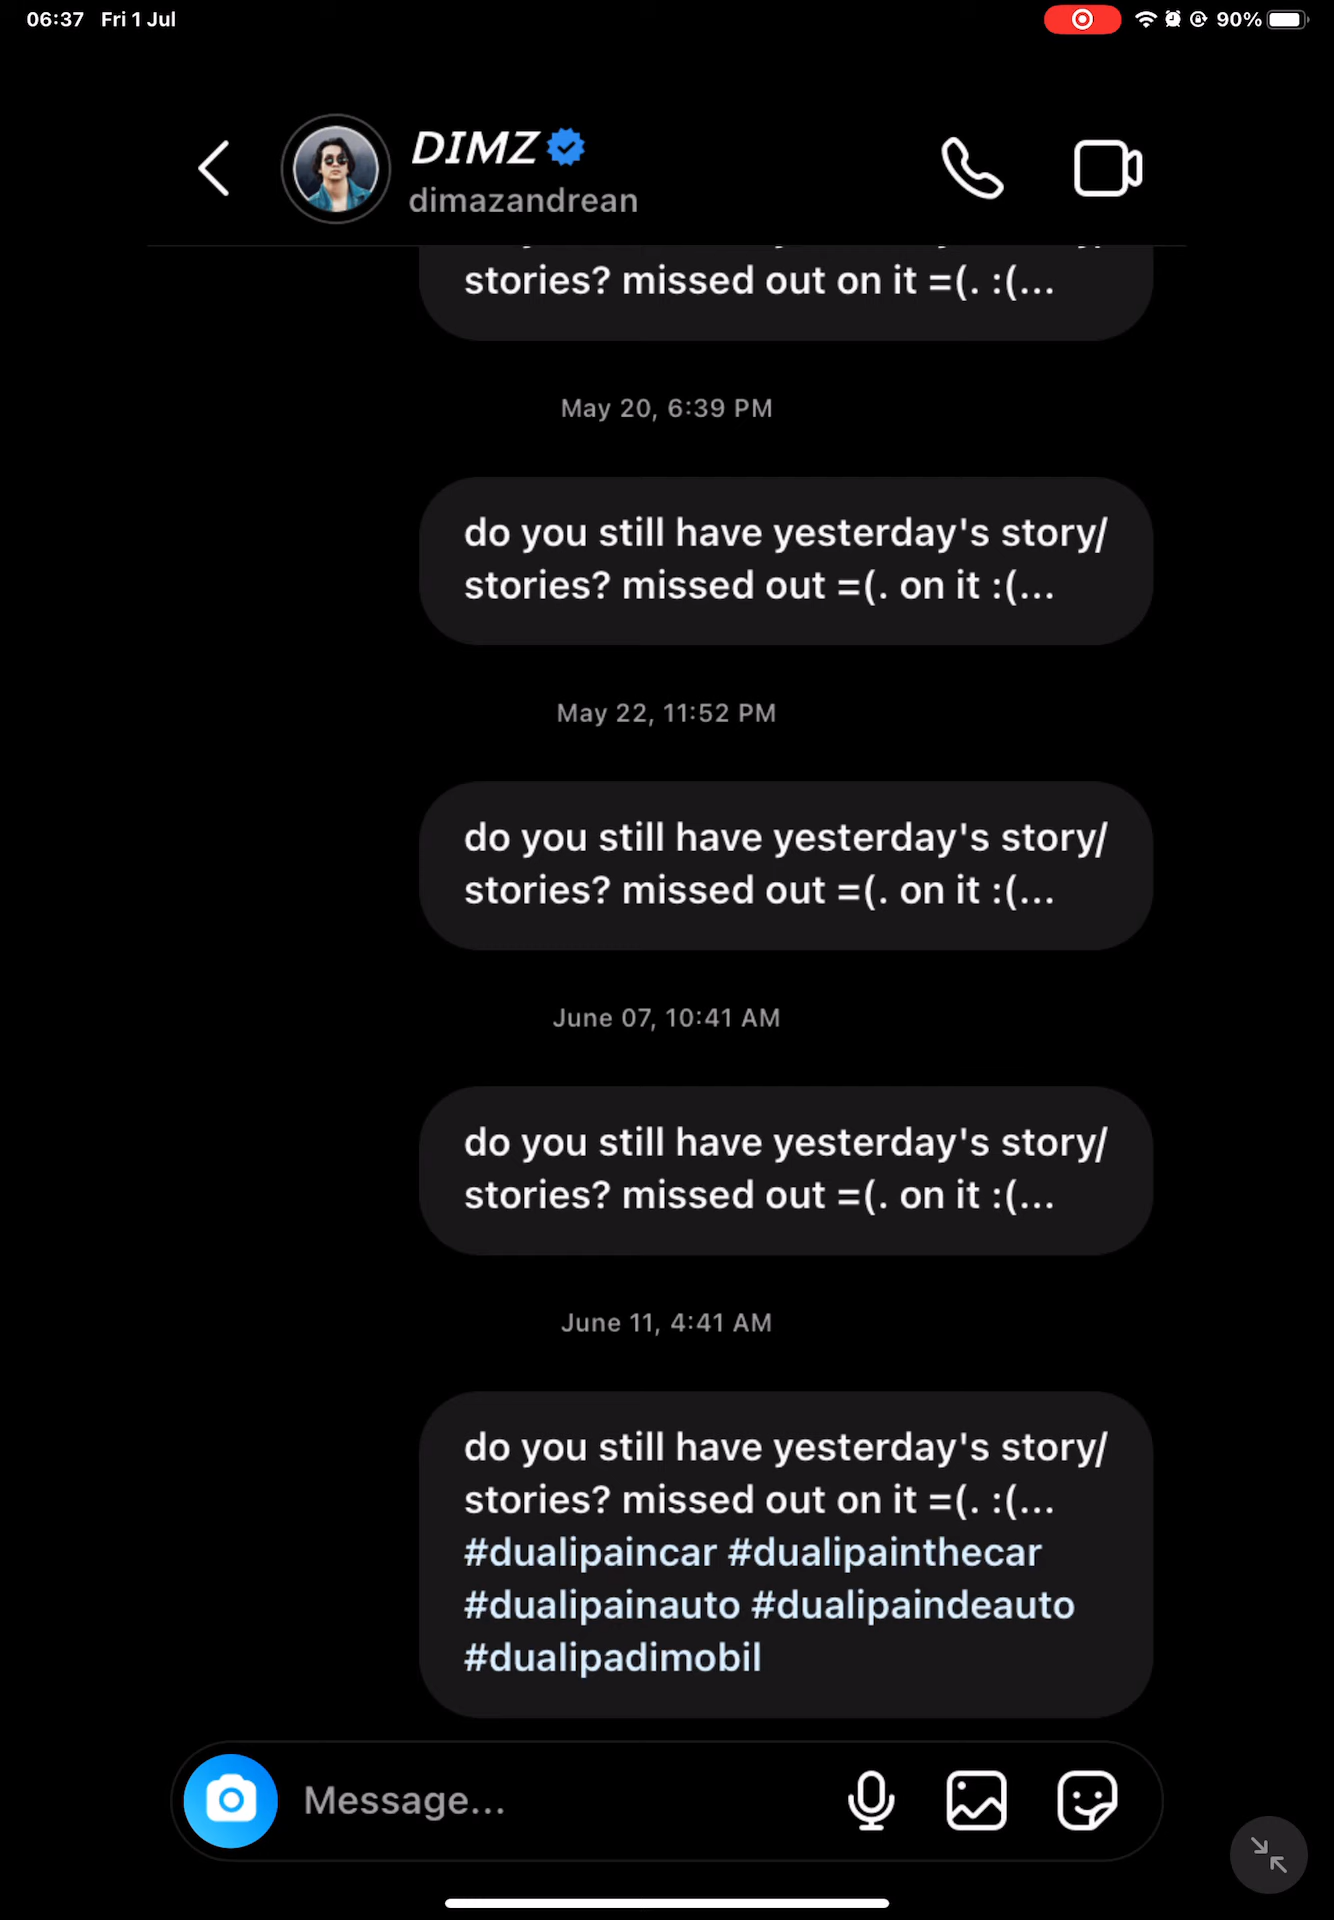 06:37 Fri 1 Jul
90%
DIMZ
dimazandrean
stories? missed out on it =(. :(...
May 20, 6:39 PM
do you still have yesterday's story/
stories? missed out =(. on it :(...
May 22, 11:52 PM
do you still have yesterday's story/
stories? missed out =(. on it :(...
June 07, 10:41 AM
do you still have yesterday's story/
stories? missed out =(. on it :(...
June 11, 4:41 AM
do you still have yesterday's story/
stories? missed out on it =(. :(...
#dualipaincar #dualipainthecar
#dualipainauto #dualipaindeauto
#dualipadimobil
Message...